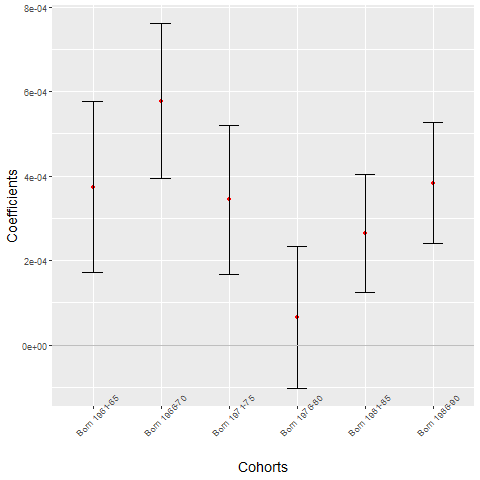 8e-04
6e-04
4e-04
2e-04
0e+00
Coefficients
Born 1961-65
Born 1966-70
Born 1971-75
Born 1976-80
Born 1981-85
Born 1986-90
Cohorts